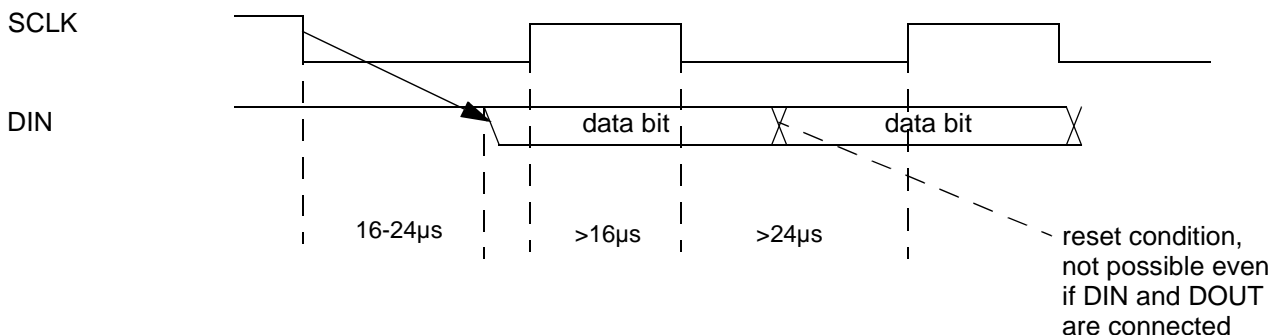 SCLK
DIN
data bit
data bit
16-24µs
>16µs
>24µs
reset condition,
not possible even
if DIN and DOUT
are connected